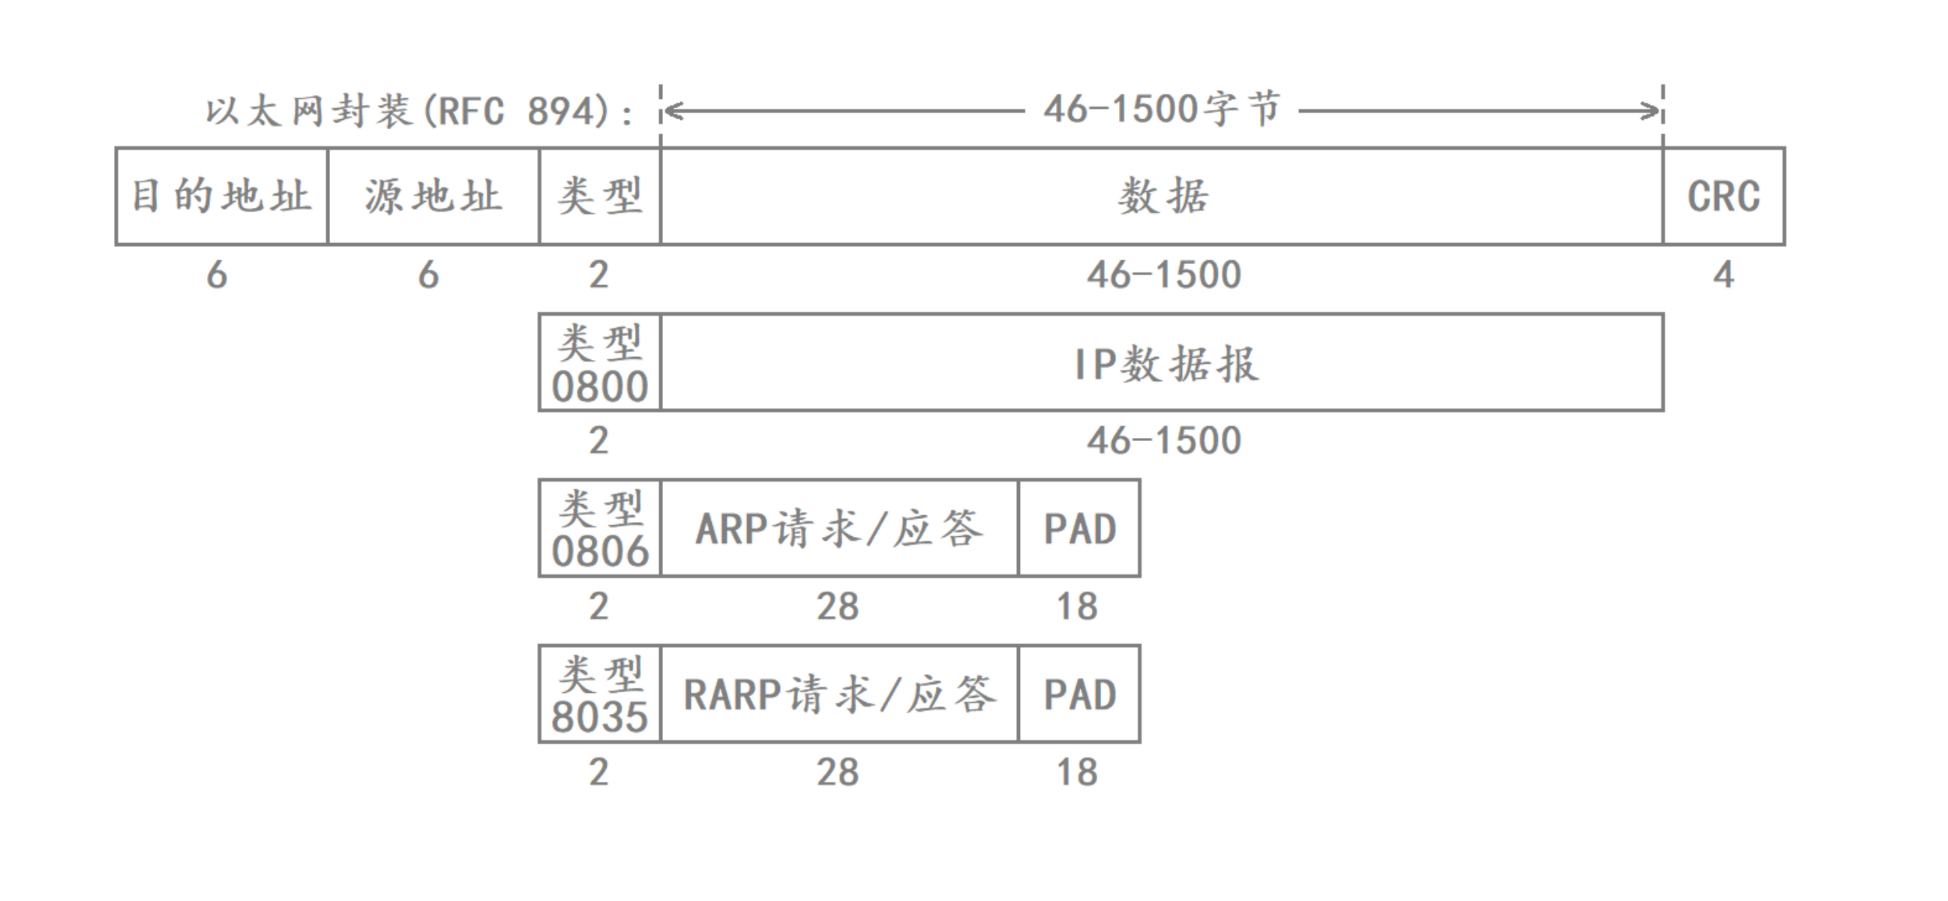 以太网封装(RFC 894): 46-1500字节
目的地址 源地址 类型 数据 CRC
6 6 2 46-1500 4
类型
0800
IP数据报
2 46-1500
类型
0806
ARP请求/应答 PAD
2 28 18
类型
8035
RARP请求/应答 PAD
2 28 18